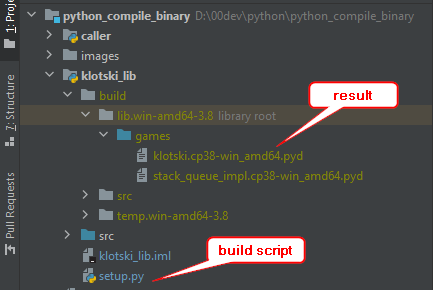 1: Proje
7: Structure
Pull Requests
python_compile_binary D:\00dev\python\python_compile_binary
caller
images
klotski_lib
build
lib.win-amd64-3.8 library root
games
result
klotski.cp38-win_amd64.pyd
stack_queue_impl.cp38-win_amd64.pyd
src
temp.win-amd64-3.8
src
build script
klotski_lib.iml
setup.py